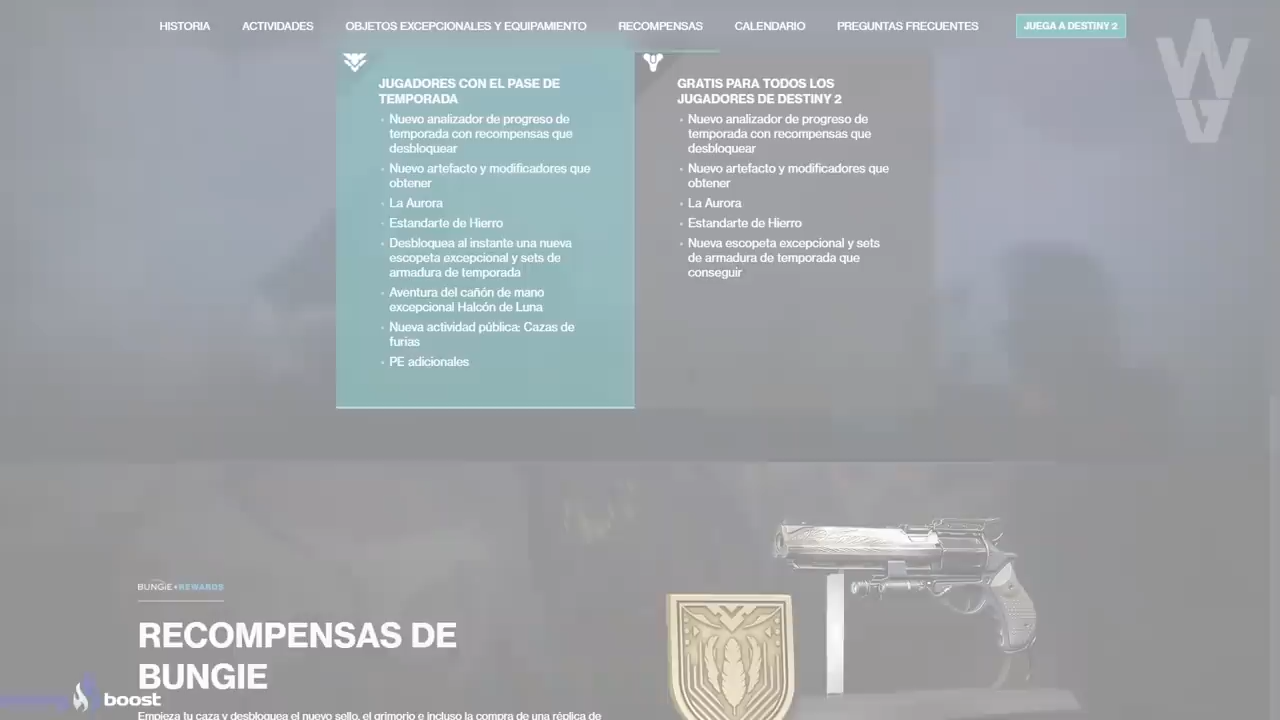 HISTORIA
ACTIVIDADES
OBJETOS EXCEPCIONALES Y EQUIPAMIENTO
RECOMPENSAS
CALENDARIO
PREGUNTAS FRECUENTES
JUEGA A DESTINY 2
WG
JUGADORES CON EL PASE DE
TEMPORADA
Nuevo analizador de progreso de
temporada con recompensas que
desbloquear
Nuevo artefacto y modificadores que
obtener
La Aurora
Estandarte de Hierro
Desbloquea al instante una nueva
escopeta excepcional y sets de
armadura de temporada
Aventura del cañón de mano
excepcional Halcón de Luna
Nueva actividad pública: Cazas de
furias
PE adicionales
GRATIS PARA TODOS LOS
JUGADORES DE DESTINY 2
Nuevo analizador de progreso de
temporada con recompensas que
desbloquear
Nuevo artefacto y modificadores que
obtener
La Aurora
Estandarte de Hierro
Nueva escopeta excepcional y sets
de armadura de temporada que
conseguir
BUNGIE REWARDS
RECOMPENSAS DE
BUNGIE
Empieza tu caza y desbloquea el nuevo sello, el grimorio e incluso la compra de una réplica de
boost